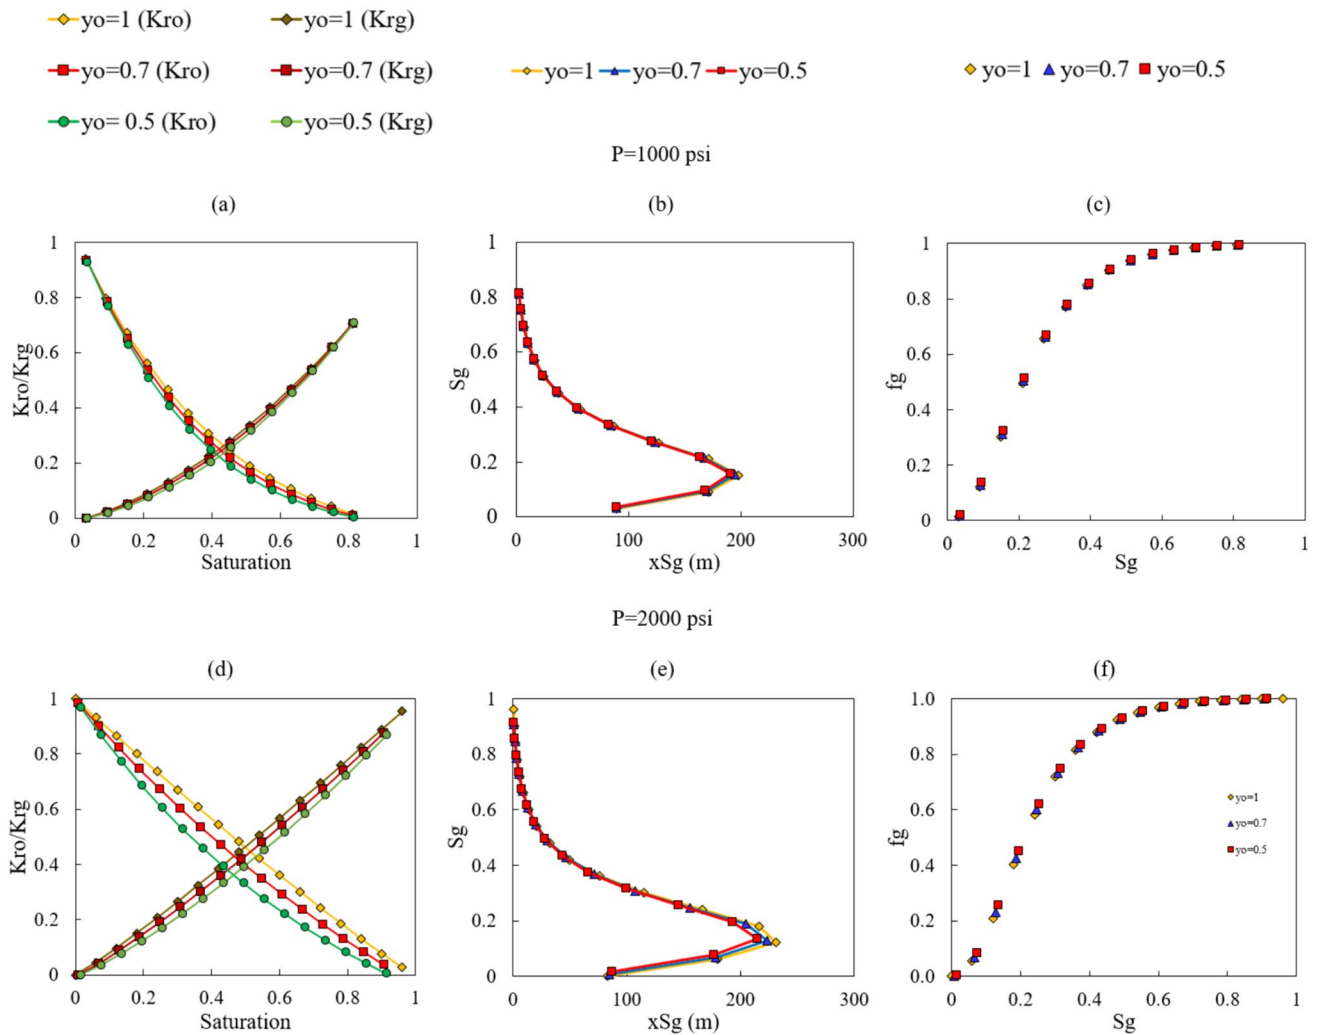 yo=1 (Kro) yo=1 (Krg)
yo=0.7 (Kro) yo=0.7 (Krg) yo=1 yo=0.7 yo=0.5 yo=1 yo=0.7 yo=0.5
yo= 0.5 (Kro) yo=0.5 (Krg)
P=1000 psi
(a) (b) (c)
Kro/Krg
1
0.8
0.6
0.4
0.2
0
0 0.2 0.4 0.6 0.8 1
Saturation
Sg
1
0.8
0.6
0.4
0.2
0
0 100 200 300
xSg (m)
fg
1
0.8
0.6
0.4
0.2
0
0 0.2 0.4 0.6 0.8 1
Sg
P=2000 psi
(d) (e) (f)
Kro/Krg
1
0.8
0.6
0.4
0.2
0
0 0.2 0.4 0.6 0.8 1
Saturation
Sg
1
0.8
0.6
0.4
0.2
0
0 100 200 300
xSg (m)
fg
1.0
0.8
0.6
0.4
0.2
0.0
yo=1
yo=0.7
yo=0.5
0 0.2 0.4 0.6 0.8 1
Sg